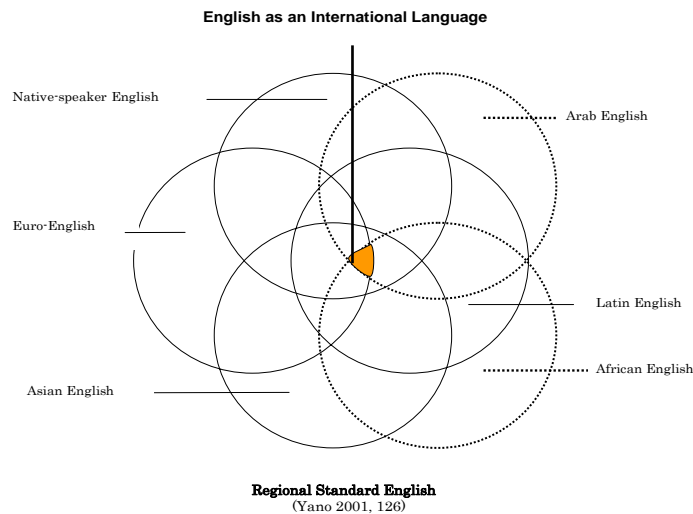 English as an International Language
Native-speaker English
Arab English
Euro-English
Latin English
African English
Asian English
Regional Standard English
(Yano 2001, 126)